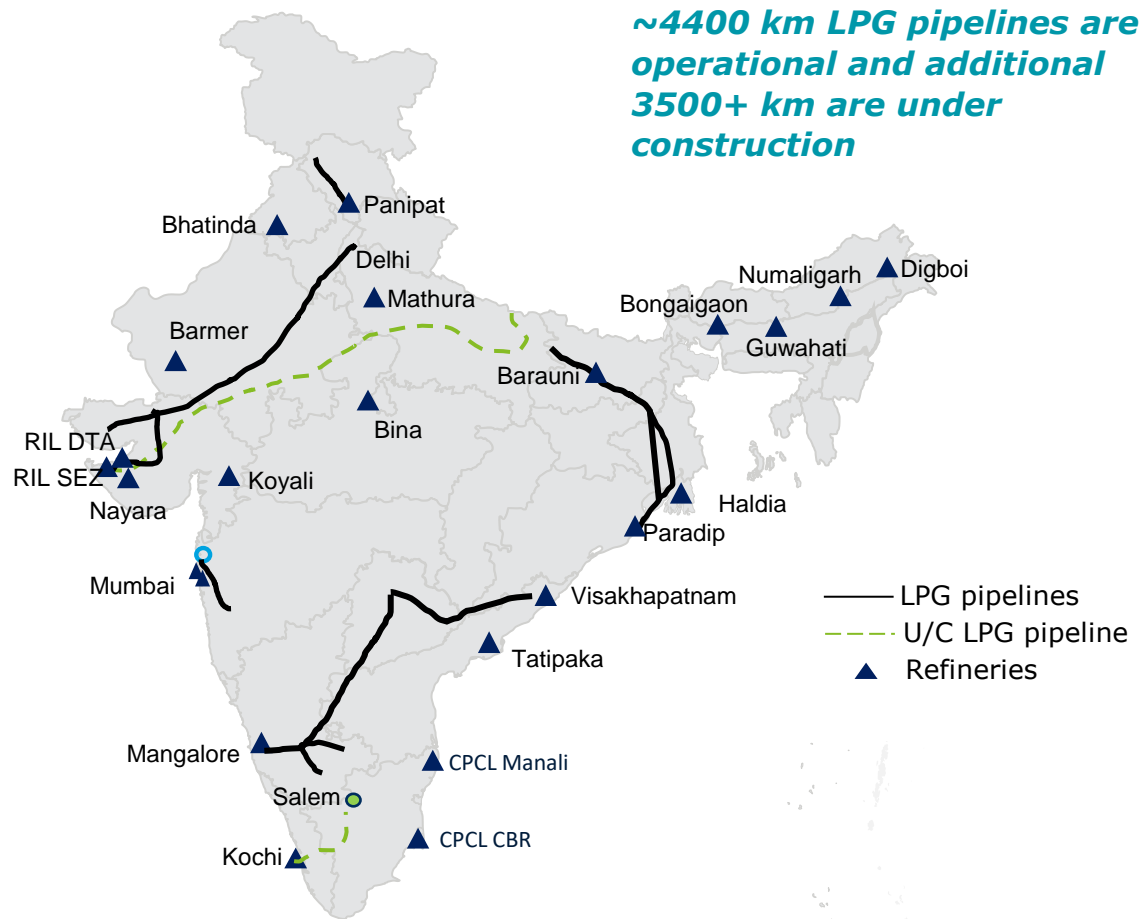 ~4400 km LPG pipelines are
operational and additional
3500+ km are under
construction
Panipat
Bhatinda
Delhi
Mathura
Numaligarh
Digboi
Bongaigaon
Guwahati
Barmer
Barauni
Bina
RIL DTA
RIL SEZ
Koyali
Nayara
Haldia
Paradip
Mumbai
Visakhapatnam
LPG pipelines
U/C LPG pipeline
Refineries
Tatipaka
Mangalore
CPCL Manali
Salem
CPCL CBR
Kochi